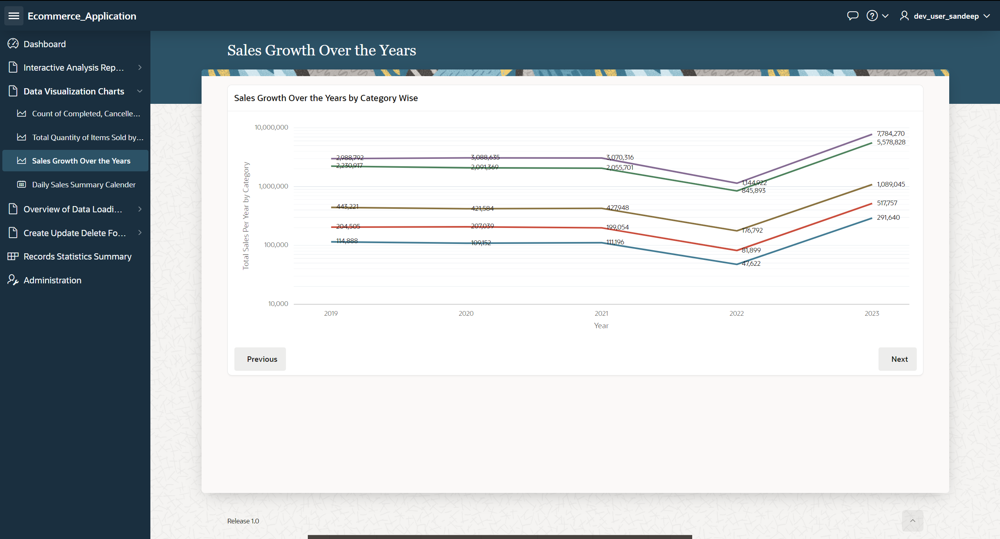 Ecommerce_Application
dev_user_sandeep
Dashboard
Interactive Analysis Rep...
Data Visualization Charts
Count of Completed, Cancelle...
Total Quantity of Items Sold by...
Sales Growth Over the Years
Daily Sales Summary Calender
Overview of Data Loadi...
Create Update Delete Fo...
Records Statistics Summary
Administration
Sales Growth Over the Years
Sales Growth Over the Years by Category Wise
Total Sales Per Year by Category
10,000,000
1,000,000
100,000
10,000
2,988,792
3,088,635
3,070,316
1,144,922
7,784,270
2,230,917
2,091,369
2,055,701
845,893
5,578,828
443,221
421,584
427,948
176,792
1,089,045
204,505
207,039
199,054
81,899
517,757
114,888
109,152
111,196
47,622
291,640
2019
2020
2021
2022
2023
Year
Previous
Next
Release 1.0